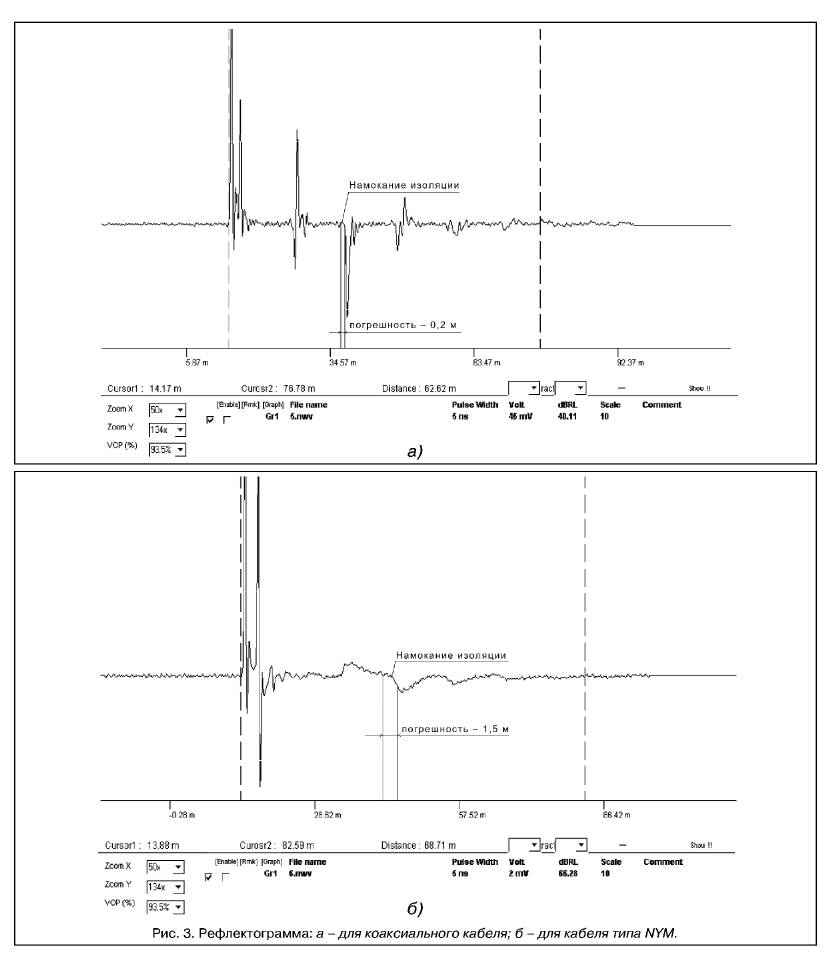 Намокание изоляции
погрешность – 0,2 м
5.67 m 34.57 m 63.47 m 92.37 m
Cursor1 : 14.17 m Curosr2 : 76.78 m Distance : 62.62 m ract — Show !!
Zoom X 50x [Enable] [Rmk] [Graph] File name Pulse Width Volt. dBRL Scale Comment
Gr1 6.nwv 5 ns 45 mV 40.11 10
Zoom Y 134x
VOP (%) 93.5%
а)
Намокание изоляции
погрешность – 1,5 м
-0.28 m 28.62 m 57.52 m 86.42 m
Cursor1 : 13.88 m Curosr2 : 82.59 m Distance : 68.71 m ract — Show !!
Zoom X 50x [Enable] [Rmk] [Graph] File name Pulse Width Volt. dBRL Scale Comment
Gr1 6.nwv 5 ns 2 mV 66.28 10
Zoom Y 134x
VOP (%) 93.5%
б)
Рис. 3. Рефлектограмма: а – для коаксиального кабеля; б – для кабеля типа NYM.